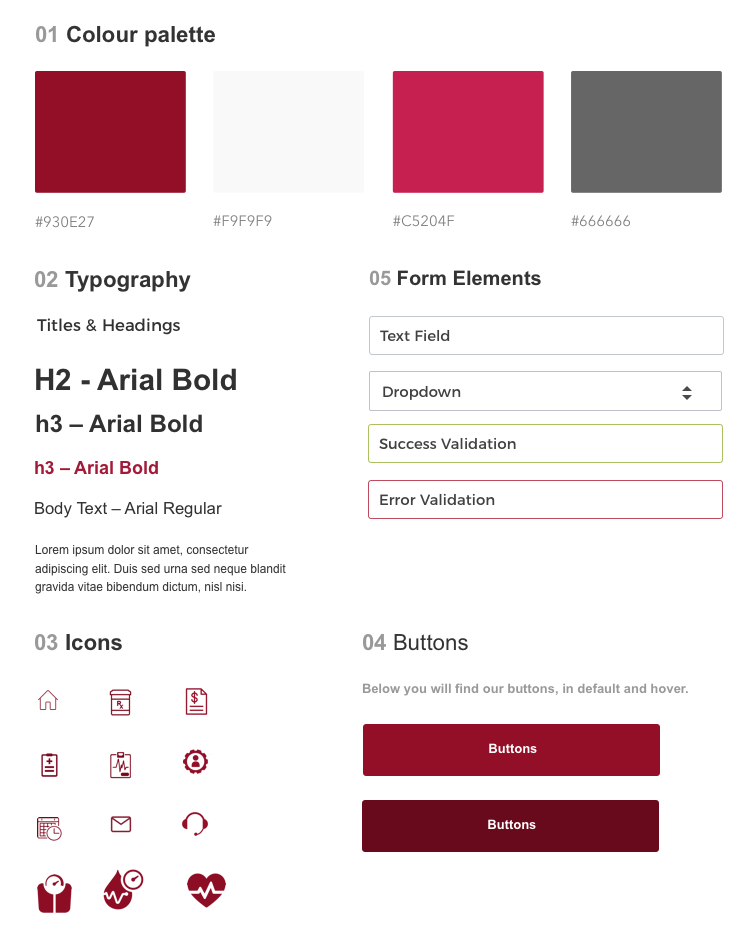 01 Colour palette
#930E27
#F9F9F9
#C5204F
#666666
02 Typography
Titles & Headings
H2 - Arial Bold
h3 – Arial Bold
h3 – Arial Bold
Body Text – Arial Regular
Lorem ipsum dolor sit amet, consectetur
adipiscing elit. Duis sed urna sed neque blandit
gravida vitae bibendum dictum, nisl nisi.
05 Form Elements
Text Field
Dropdown
Success Validation
Error Validation
03 Icons
Rx
$
04 Buttons
Below you will find our buttons, in default and hover.
Buttons
Buttons